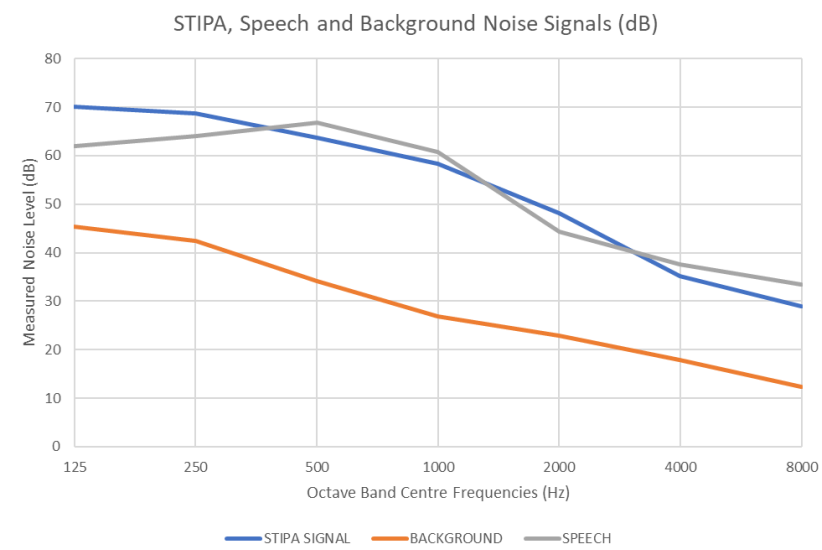 STIPA, Speech and Background Noise Signals (dB)
80
70
60
50
40
30
20
10
0
Measured Noise Level (dB)
125 250 500 1000 2000 4000 8000
Octave Band Centre Frequencies (Hz)
STIPA SIGNAL BACKGROUND SPEECH